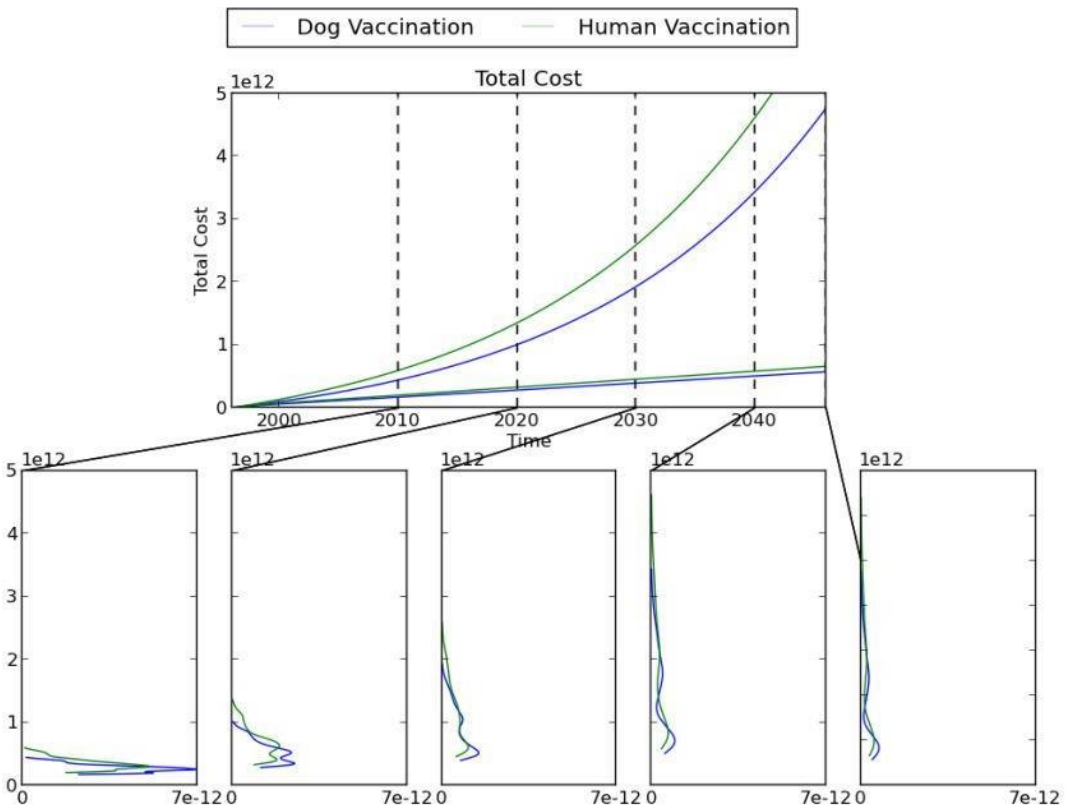 Dog Vaccination Human Vaccination
Total Cost
1e12
5
4
3
2
1
0
Total Cost
2000 2010 2020 2030 2040
Time
1e12 1e12 1e12 1e12 1e12
5
4
3
2
1
0
0 7e-12 0 7e-12 0 7e-12 0 7e-12 0 7e-12